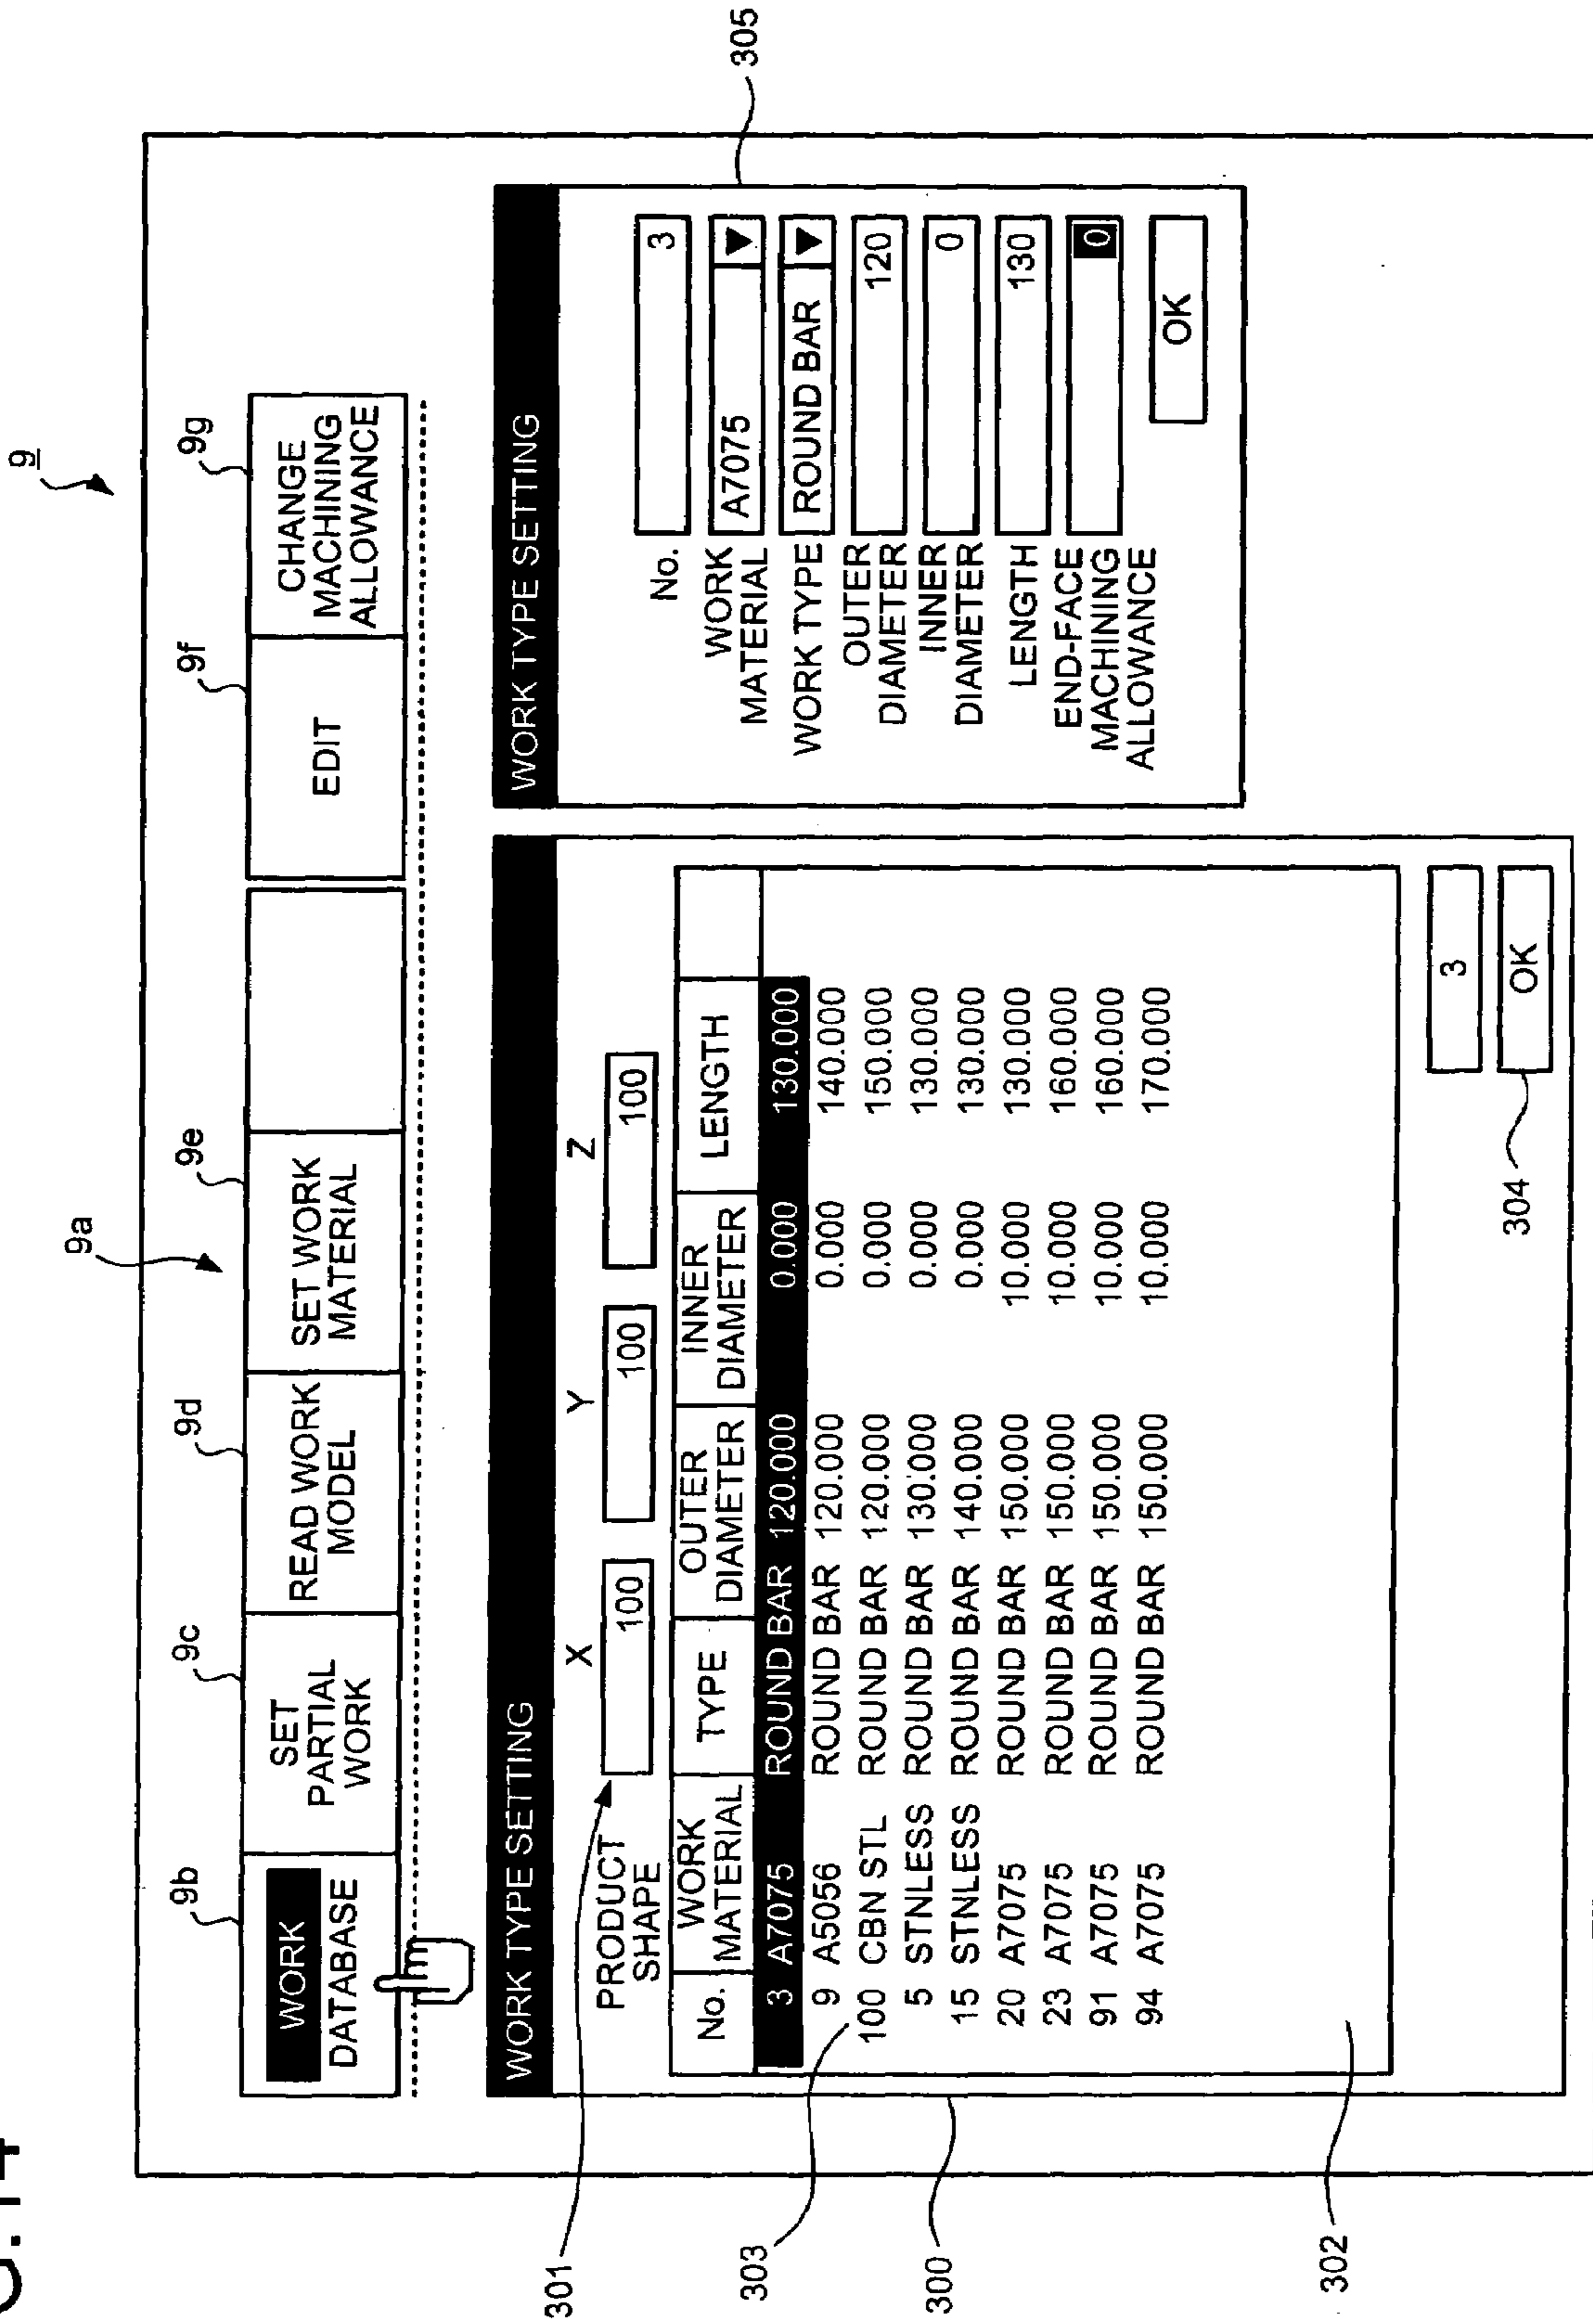 G.14
9
9a
9b
9c
9d
9e
9f
9g
WORK
DATABASE
SET
PARTIAL
WORK
READ WORK
MODEL
SET WORK
MATERIAL
EDIT
CHANGE
MACHINING
ALLOWANCE
WORK TYPE SETTING
301
PRODUCT
SHAPE
X
100
Y
100
Z
100
No.
WORK
MATERIAL
TYPE
OUTER
DIAMETER
INNER
DIAMETER
LENGTH
3 A7075 ROUND BAR 120.000 0.000 130.000
9 A5056 ROUND BAR 120.000 0.000 140.000
100 CBN STL ROUND BAR 120.000 0.000 150.000
5 STNLESS ROUND BAR 130.000 0.000 130.000
15 STNLESS ROUND BAR 140.000 0.000 130.000
20 A7075 ROUND BAR 150.000 10.000 130.000
23 A7075 ROUND BAR 150.000 10.000 160.000
91 A7075 ROUND BAR 150.000 10.000 160.000
94 A7075 ROUND BAR 150.000 10.000 170.000
303
300
302
3
OK
304
WORK TYPE SETTING
305
No. 3
WORK
MATERIAL
A7075 ▼
WORK TYPE ROUND BAR ▼
OUTER
DIAMETER
120
INNER
DIAMETER
0
LENGTH 130
END-FACE
MACHINING
ALLOWANCE
0
OK